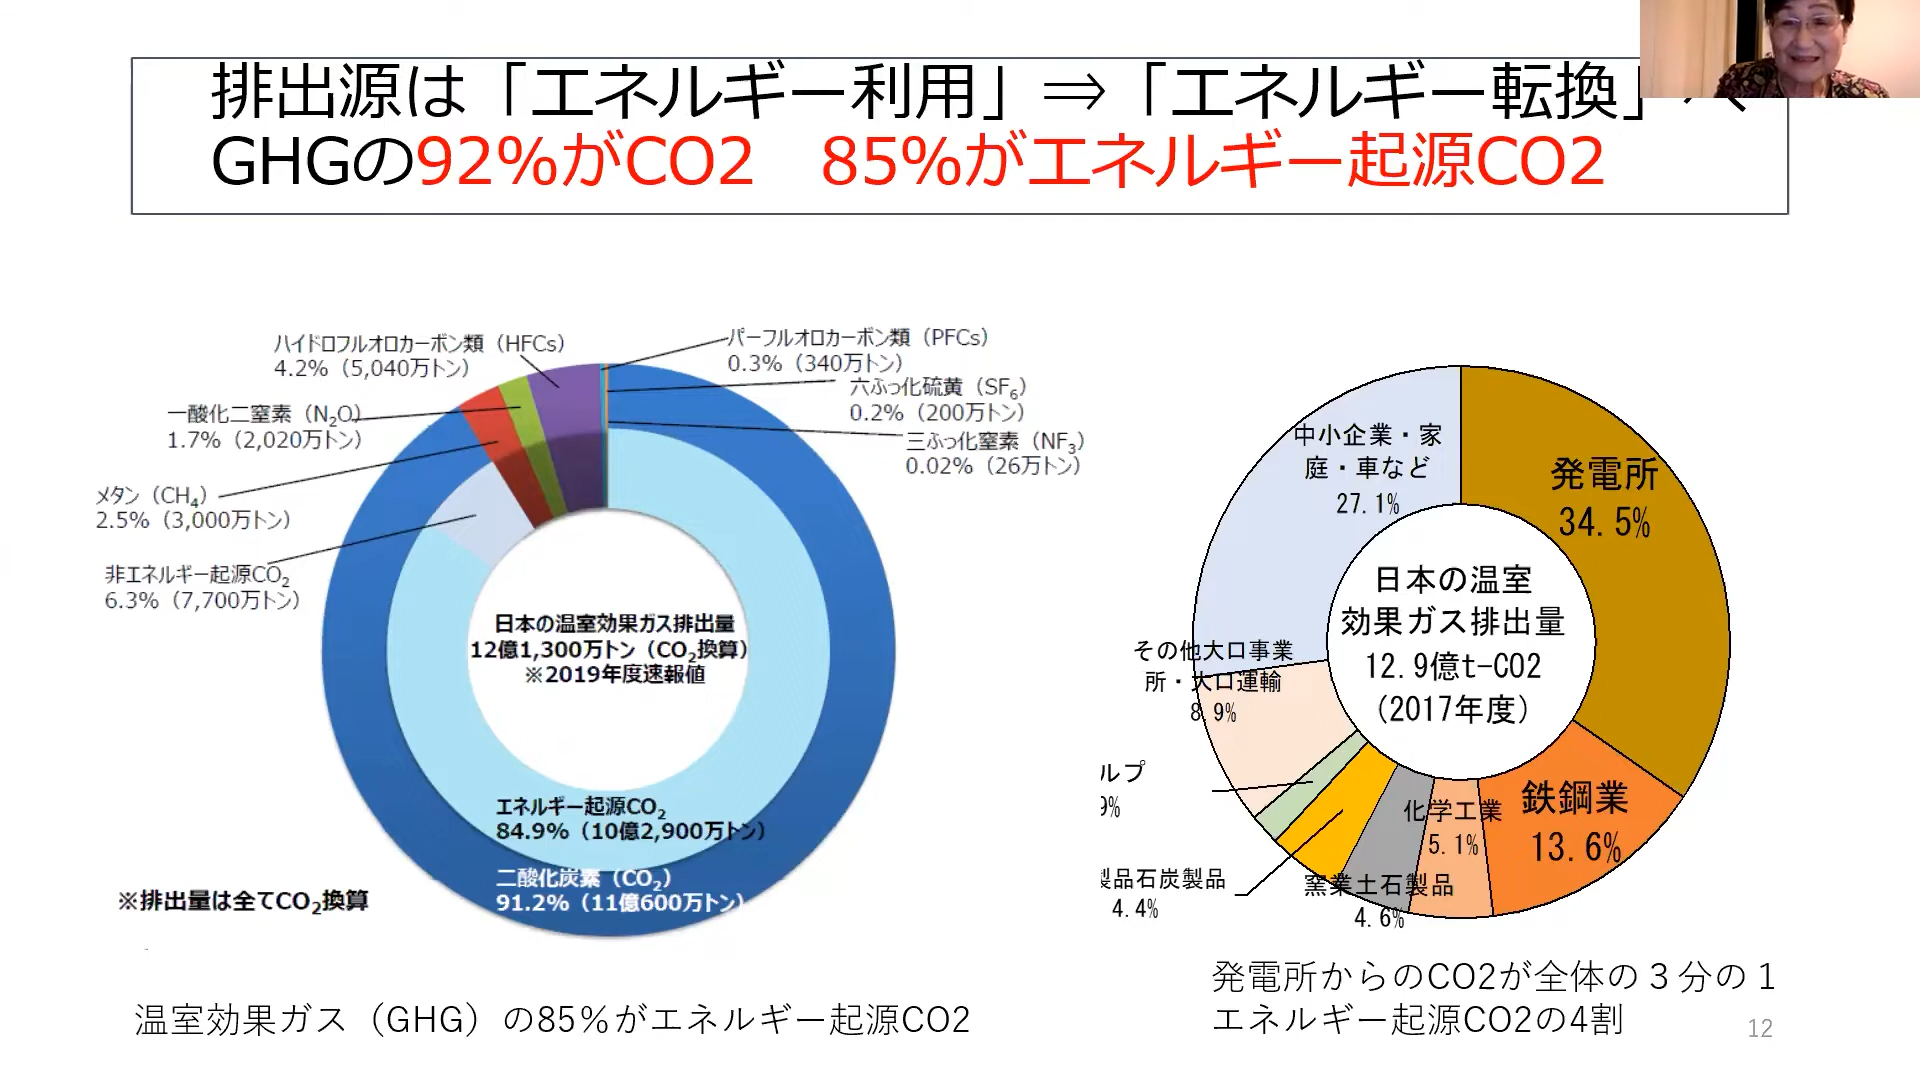 排出源は「エネルギー利用」⇒「エネルギー転換」へ
GHGの92%がCO2　85%がエネルギー起源CO2
ハイドロフルオロカーボン類（HFCs）
4.2%（5,040万トン）
パーフルオロカーボン類（PFCs）
0.3%（340万トン）
六ふっ化硫黄（SF6）
0.2%（200万トン）
三ふっ化窒素（NF3）
0.02%（26万トン）
一酸化二窒素（N2O）
1.7%（2,020万トン）
メタン（CH4）
2.5%（3,000万トン）
非エネルギー起源CO2
6.3%（7,700万トン）
日本の温室効果ガス排出量
12億1,300万トン（CO2換算）
※2019年度速報値
エネルギー起源CO2
84.9%（10億2,900万トン）
二酸化炭素（CO2）
91.2%（11億600万トン）
※排出量は全てCO2換算
温室効果ガス（GHG）の85%がエネルギー起源CO2
中小企業・家
庭・車など
27.1%
発電所
34.5%
日本の温室
効果ガス排出量
12.9億t-CO2
(2017年度)
その他大口事業
所・大口運輸
8.9%
ルプ
9%
製品石炭製品
4.4%
窯業土石製品
4.6%
化学工業
5.1%
鉄鋼業
13.6%
発電所からのCO2が全体の３分の１
エネルギー起源CO2の4割
12